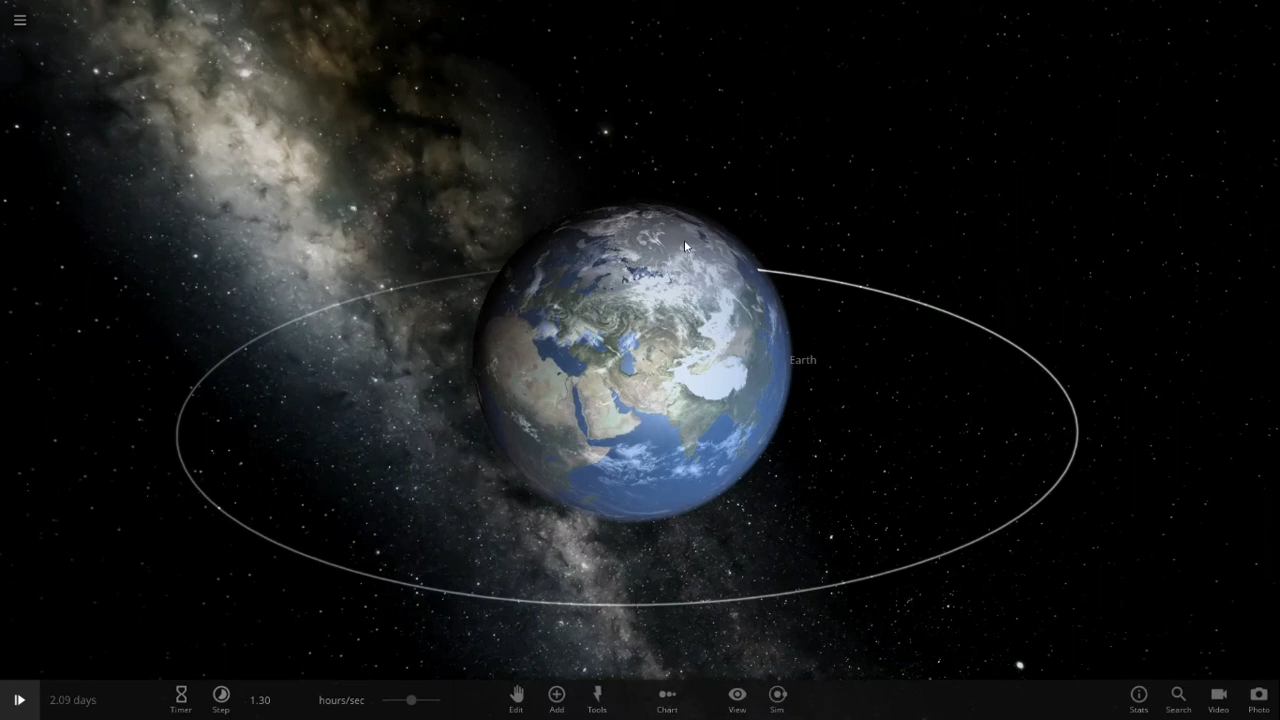 Earth
2.09 days
Timer
Step
1.30
hours/sec
Edit
Add
Tools
Chart
View
Sim
Stats
Search
Video
Photo